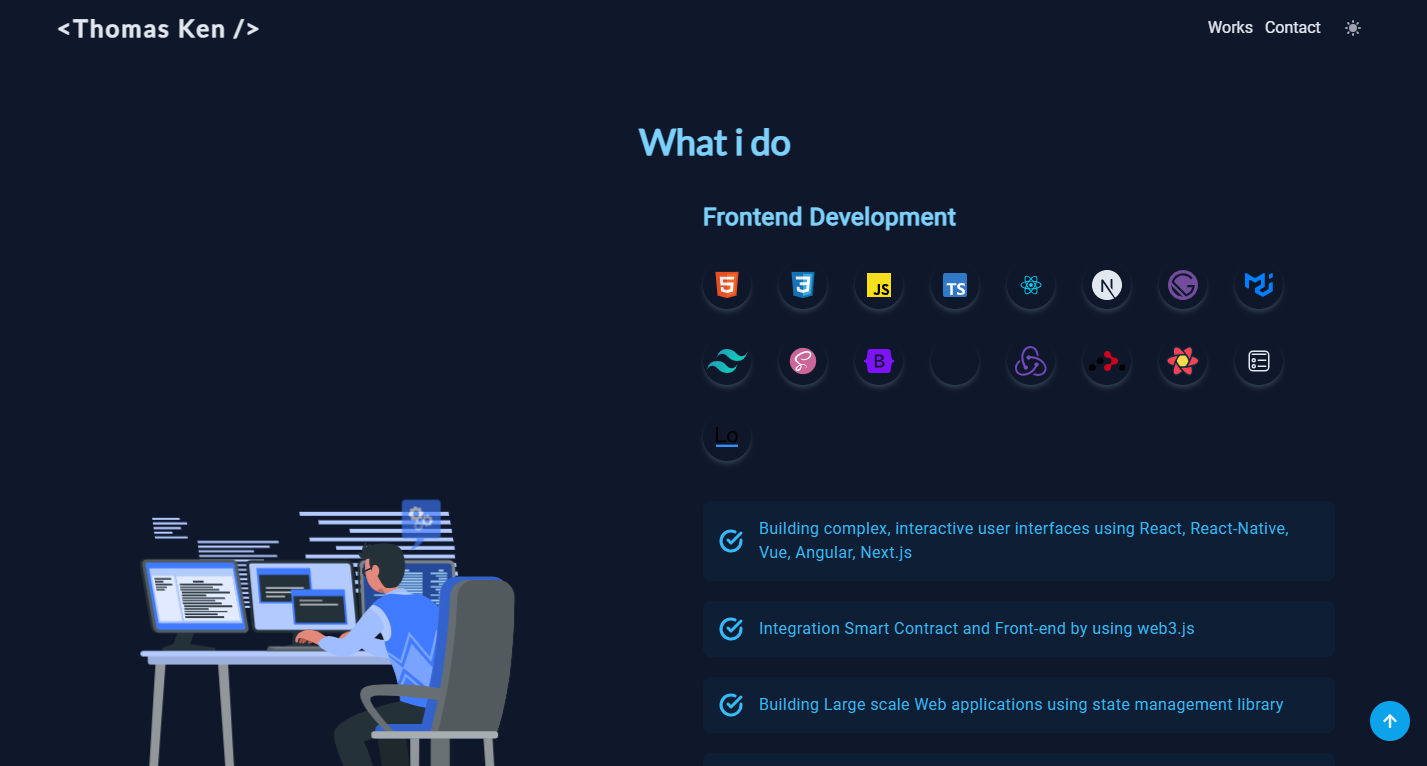 <Thomas Ken />
Works Contact
What i do
Frontend Development
5 3 JS TS N
S B
Lo
Building complex, interactive user interfaces using React, React-Native,
Vue, Angular, Next.js
Integration Smart Contract and Front-end by using web3.js
Building Large scale Web applications using state management library